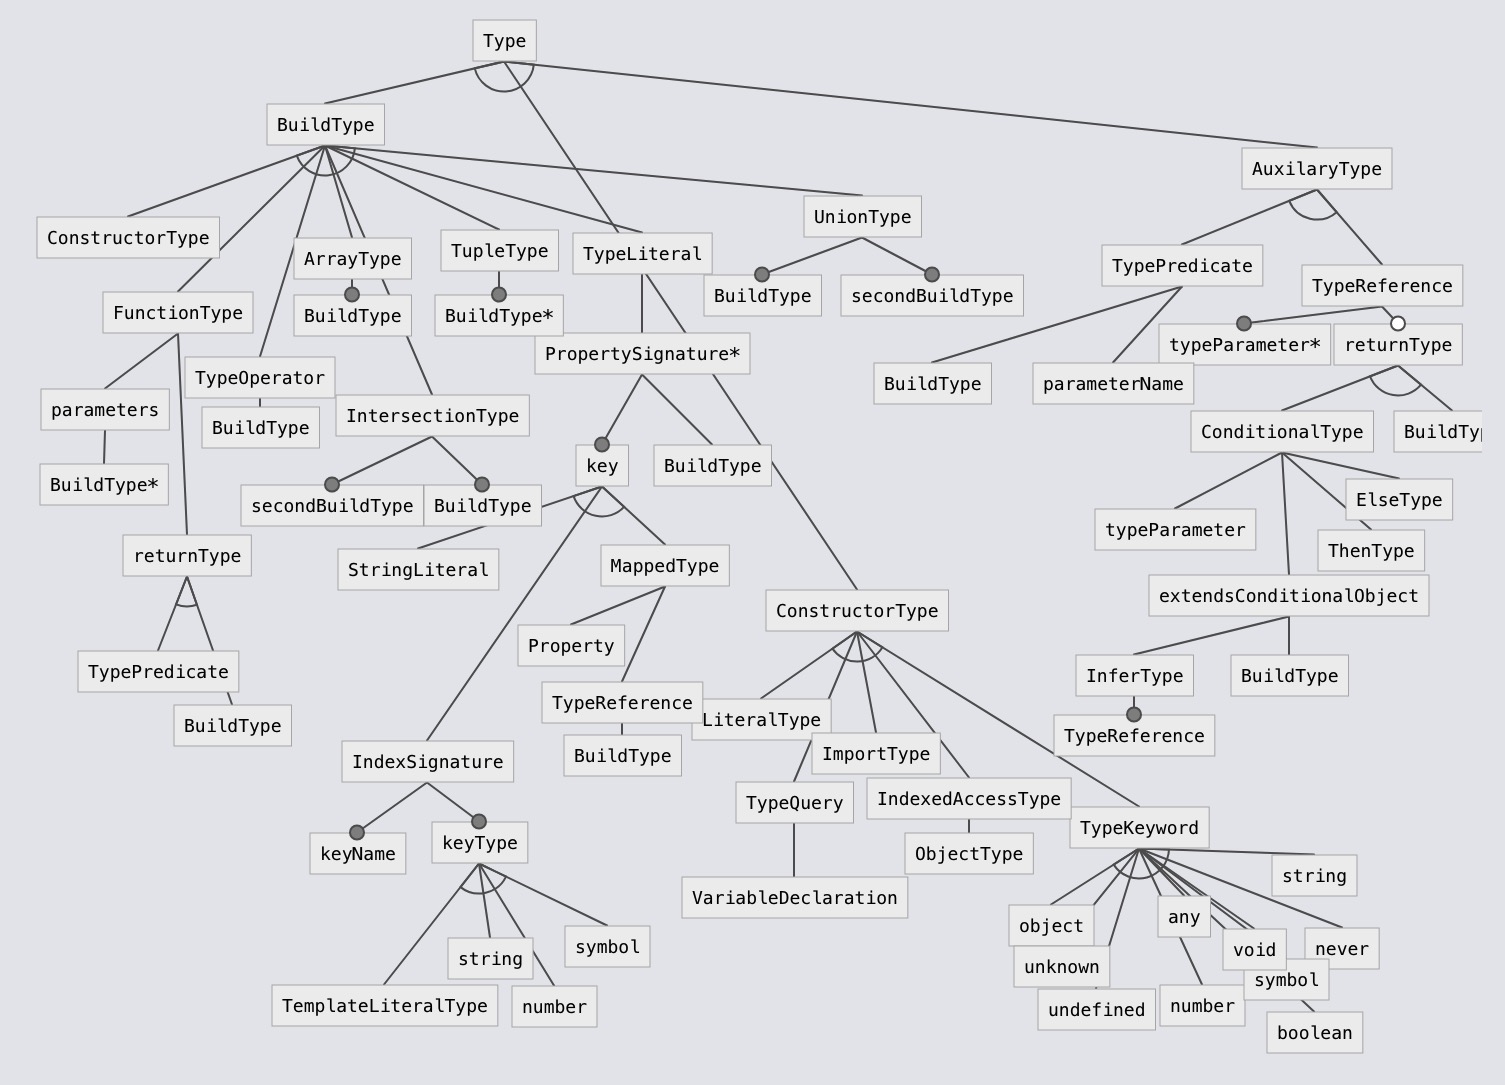 Type
BuildType
AuxilaryType
ConstructorType
ArrayType
TupleType
TypeLiteral
UnionType
TypePredicate
TypeReference
FunctionType
BuildType
BuildType*
BuildType
secondBuildType
typeParameter*
returnType
PropertySignature*
TypeOperator
BuildType
parameterName
parameters
BuildType
IntersectionType
ConditionalType
BuildTyp
BuildType*
key
BuildType
secondBuildType
BuildType
ElseType
typeParameter
ThenType
returnType
StringLiteral
MappedType
ConstructorType
extendsConditionalObject
Property
TypePredicate
InferType
BuildType
TypeReference
LiteralType
BuildType
TypeReference
IndexSignature
BuildType
ImportType
TypeQuery
IndexedAccessType
TypeKeyword
keyName
keyType
ObjectType
string
VariableDeclaration
object
any
symbol
string
unknown
void
never
symbol
TemplateLiteralType
number
undefined
number
boolean